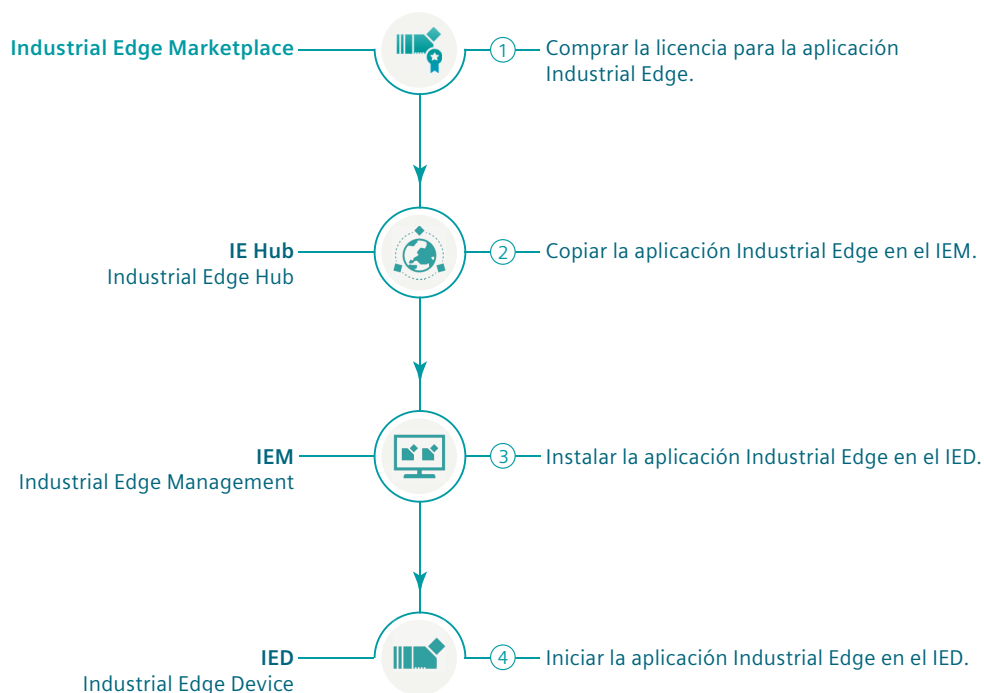 Industrial Edge Marketplace
1
Comprar la licencia para la aplicación
Industrial Edge.
IE Hub
Industrial Edge Hub
2
Copiar la aplicación Industrial Edge en el IEM.
IEM
Industrial Edge Management
3
Instalar la aplicación Industrial Edge en el IED.
IED
Industrial Edge Device
4
Iniciar la aplicación Industrial Edge en el IED.